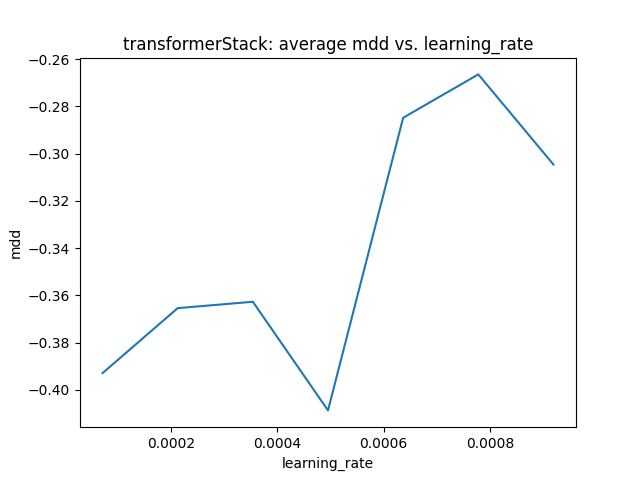 transformerStack: average mdd vs. learning_rate
−0.26
−0.28
−0.30
−0.32
−0.34
−0.36
−0.38
−0.40
mdd
0.0002 0.0004 0.0006 0.0008
learning_rate